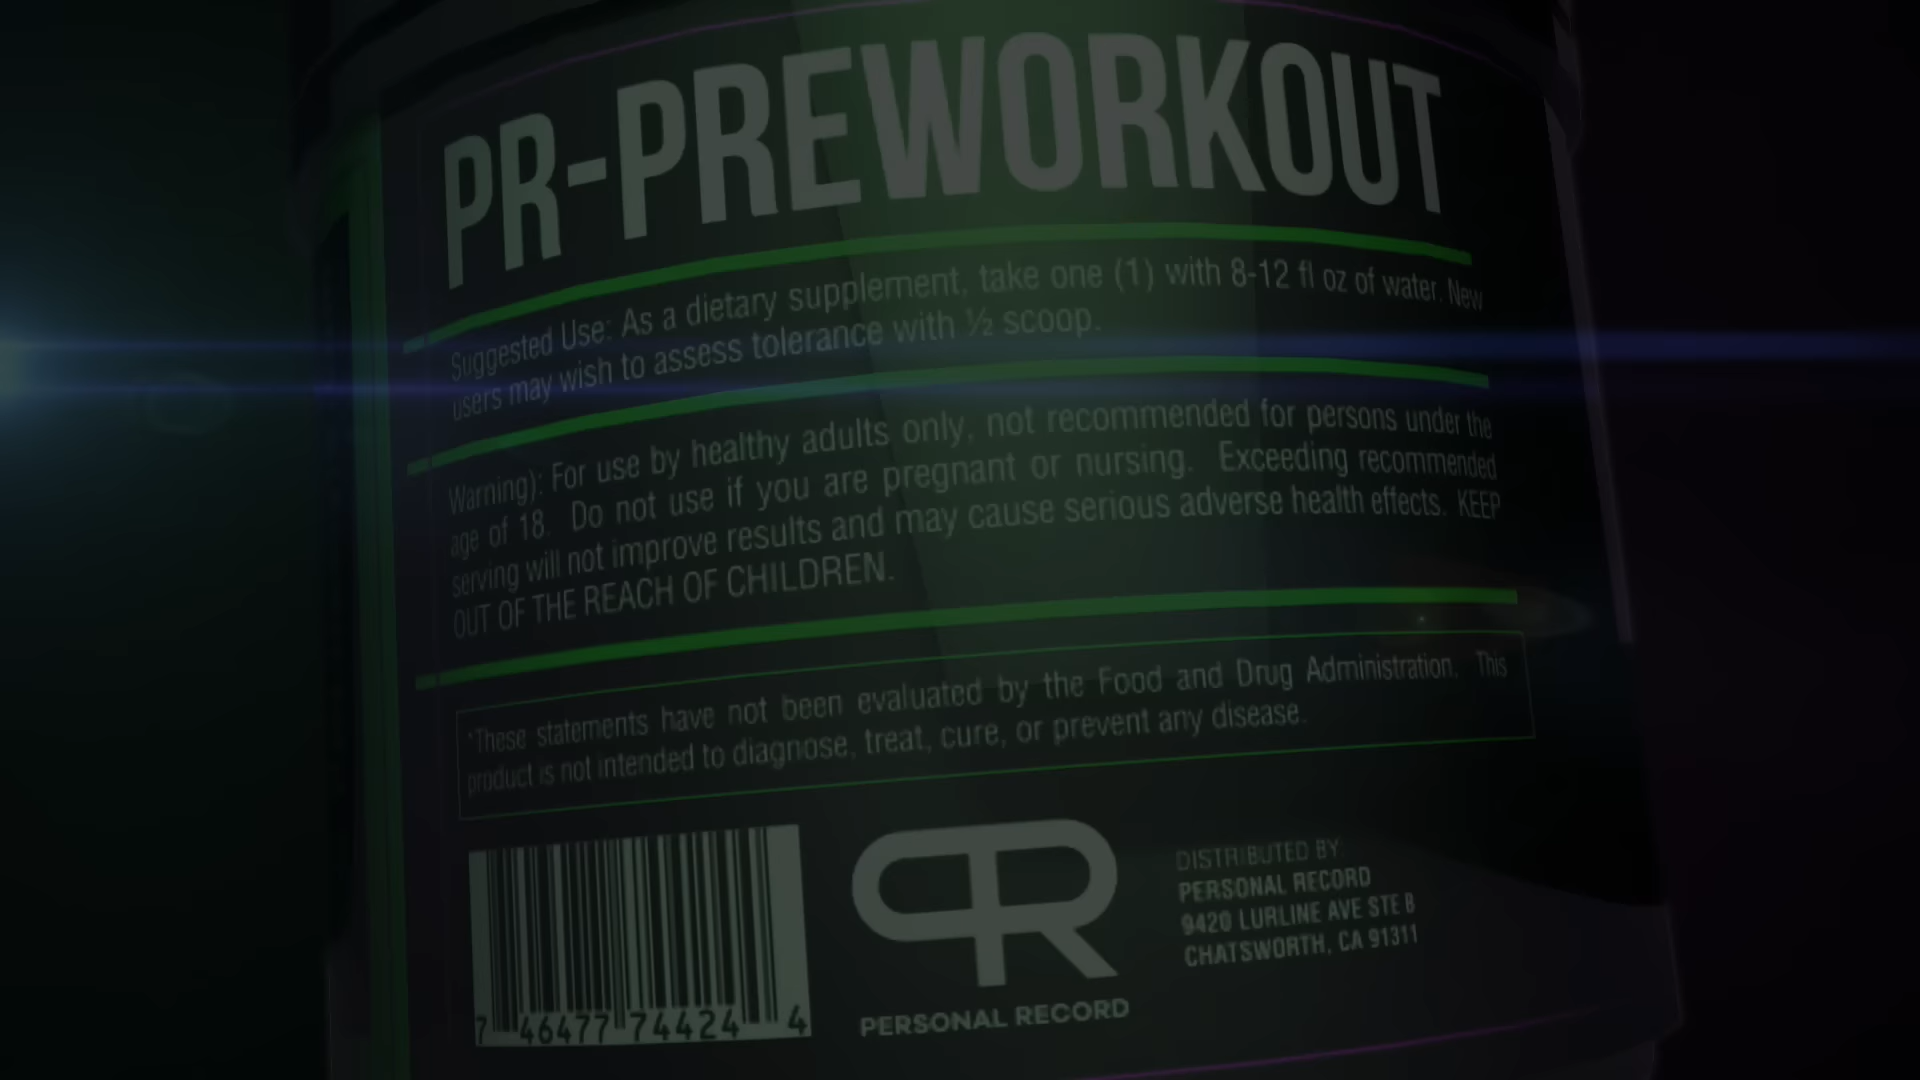 PR-PREWORKOUT
Suggested Use: As a dietary supplement, take one (1) with 8-12 fl oz of water. New
users may wish to assess tolerance with ½ scoop.
Warning): For use by healthy adults only, not recommended for persons under the
age of 18. Do not use if you are pregnant or nursing. Exceeding recommended
serving will not improve results and may cause serious adverse health effects. KEEP
OUT OF THE REACH OF CHILDREN.
*These statements have not been evaluated by the Food and Drug Administration. This
product is not intended to diagnose, treat, cure, or prevent any disease.
7 46477 74424 4
PR
PERSONAL RECORD
DISTRIBUTED BY:
PERSONAL RECORD
9420 LURLINE AVE STE B
CHATSWORTH, CA 91311